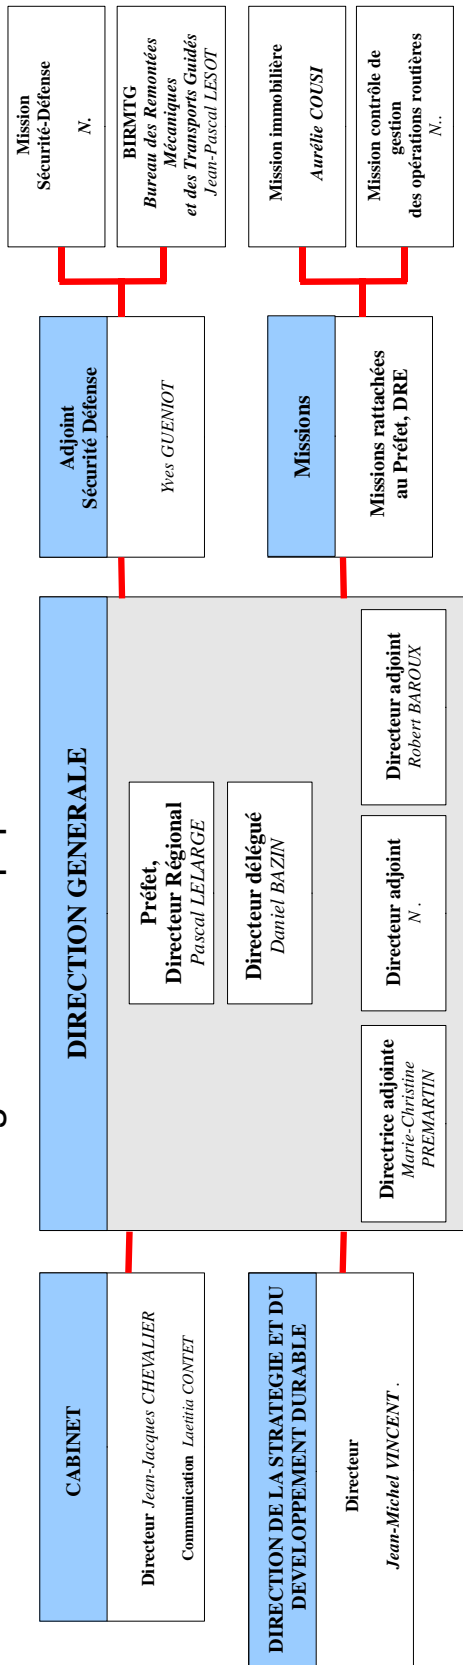 CABINET
Directeur Jean-Jacques CHEVALIER
Communication Laetitia CONTET
DIRECTION DE LA STRATEGIE ET DU
DEVELOPPEMENT DURABLE
Directeur
Jean-Michel VINCENT .
DIRECTION GENERALE
Préfet,
Directeur Régional
Pascal LELARGE
Directeur délégué
Daniel BAZIN
Directrice adjointe
Marie-Christine
PREMARTIN
Directeur adjoint
N .
Directeur adjoint
Robert BAROUX
Adjoint
Sécurité Défense
Yves GUENIOT
Missions
Missions rattachées
au Préfet, DRE
Mission
Sécurité-Défense
N.
BIRMTG
Bureau des Remontées
Mécaniques
et des Transports Guidés
Jean-Pascal LESOT
Mission immobilière
Aurélie COUSI
Mission contrôle de
gestion
des opérations routières
N..